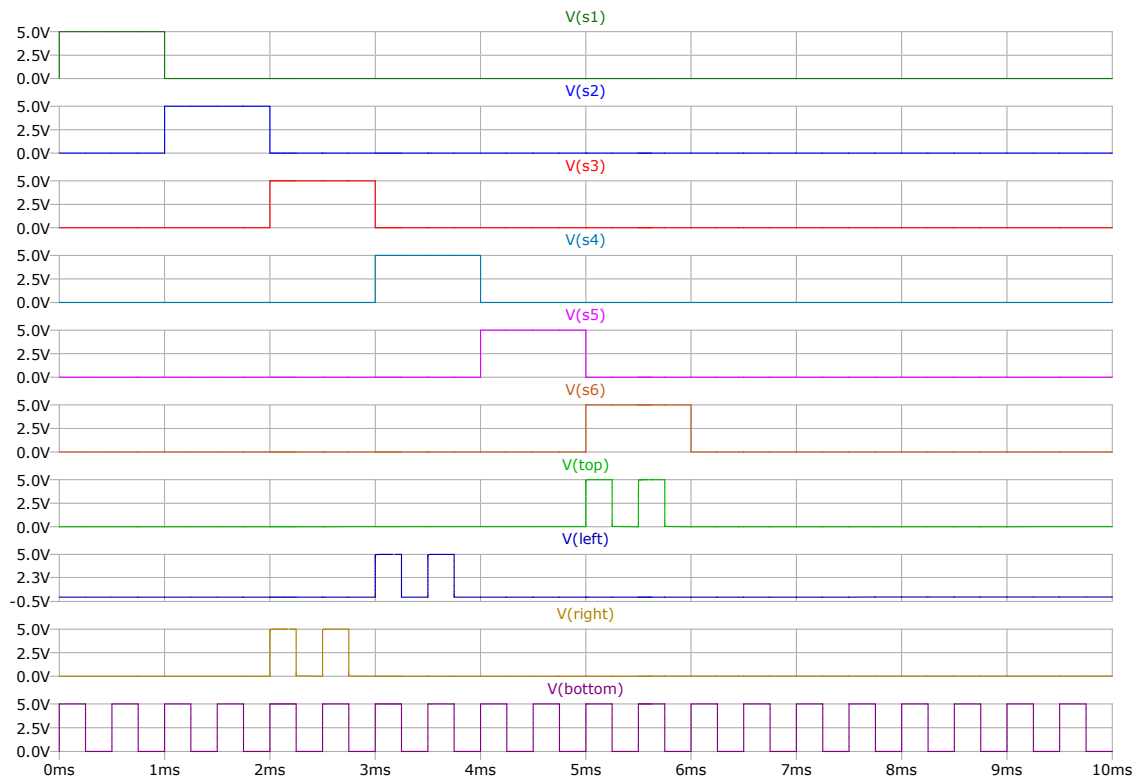 V(s1)
5.0V
2.5V
0.0V
V(s2)
5.0V
2.5V
0.0V
V(s3)
5.0V
2.5V
0.0V
V(s4)
5.0V
2.5V
0.0V
V(s5)
5.0V
2.5V
0.0V
V(s6)
5.0V
2.5V
0.0V
V(top)
5.0V
2.5V
0.0V
V(left)
5.0V
2.3V
-0.5V
V(right)
5.0V
2.5V
0.0V
V(bottom)
5.0V
2.5V
0.0V
0ms 1ms 2ms 3ms 4ms 5ms 6ms 7ms 8ms 9ms 10ms